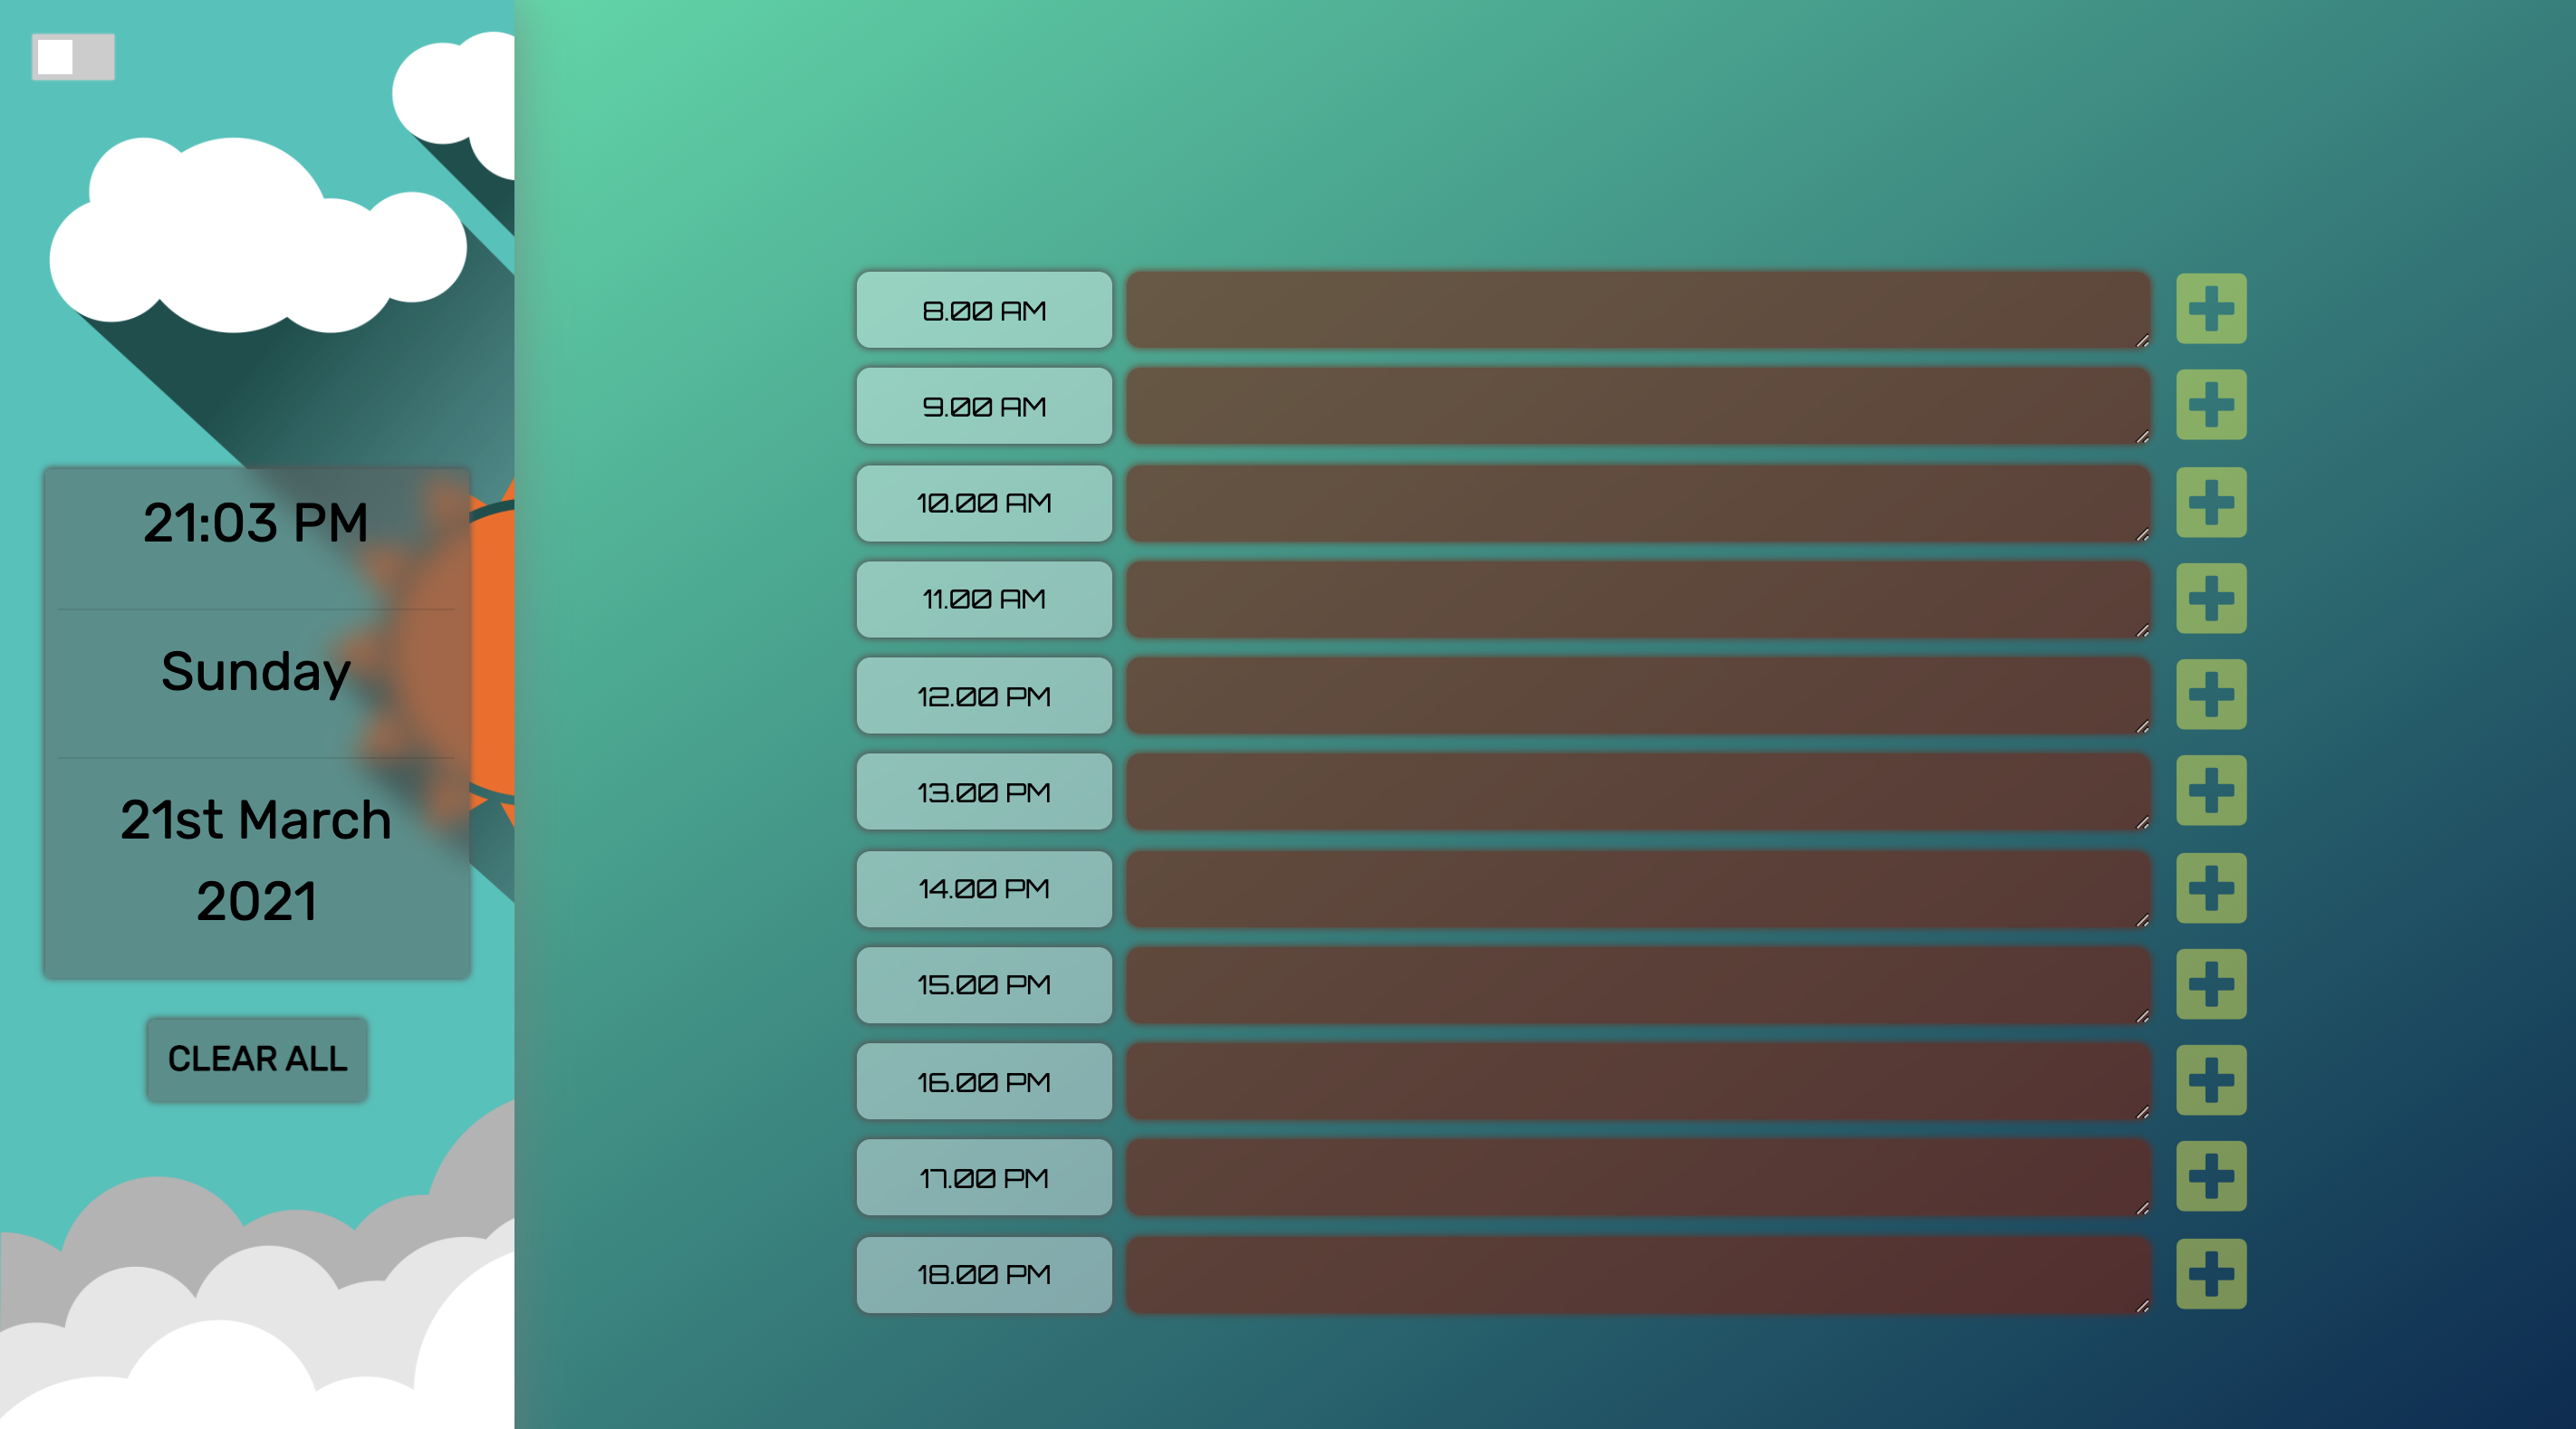 21:03 PM
Sunday
21st March
2021
CLEAR ALL
8.00 AM
9.00 AM
10.00 AM
11.00 AM
12.00 PM
13.00 PM
14.00 PM
15.00 PM
16.00 PM
17.00 PM
18.00 PM